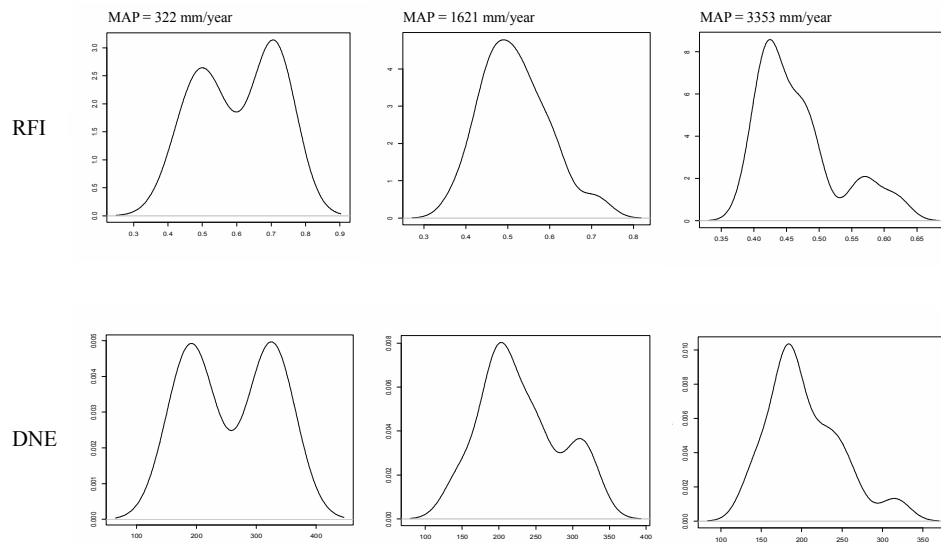 MAP = 322 mm/year MAP = 1621 mm/year MAP = 3353 mm/year
RFI
0.0 0.5 1.0 1.5 2.0 2.5 3.0
0.3 0.4 0.5 0.6 0.7 0.8 0.9
0 1 2 3 4
0.3 0.4 0.5 0.6 0.7 0.8
0 2 4 6 8
0.35 0.40 0.45 0.50 0.55 0.60 0.65
DNE
0.000 0.001 0.002 0.003 0.004 0.005
100 200 300 400
0.000 0.002 0.004 0.006 0.008
100 150 200 250 300 350 400
0.000 0.002 0.004 0.006 0.008 0.010
100 150 200 250 300 350